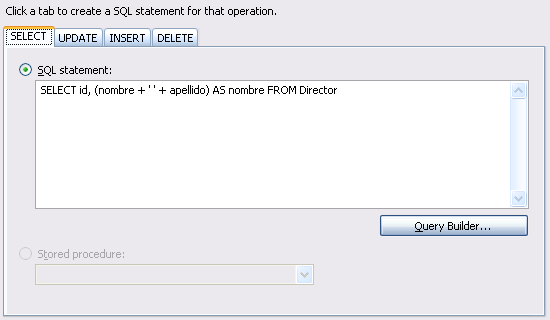 Click a tab to create a SQL statement for that operation.
SELECT UPDATE INSERT DELETE
SQL statement:
SELECT id, (nombre + ' ' + apellido) AS nombre FROM Director
Query Builder...
Stored procedure: